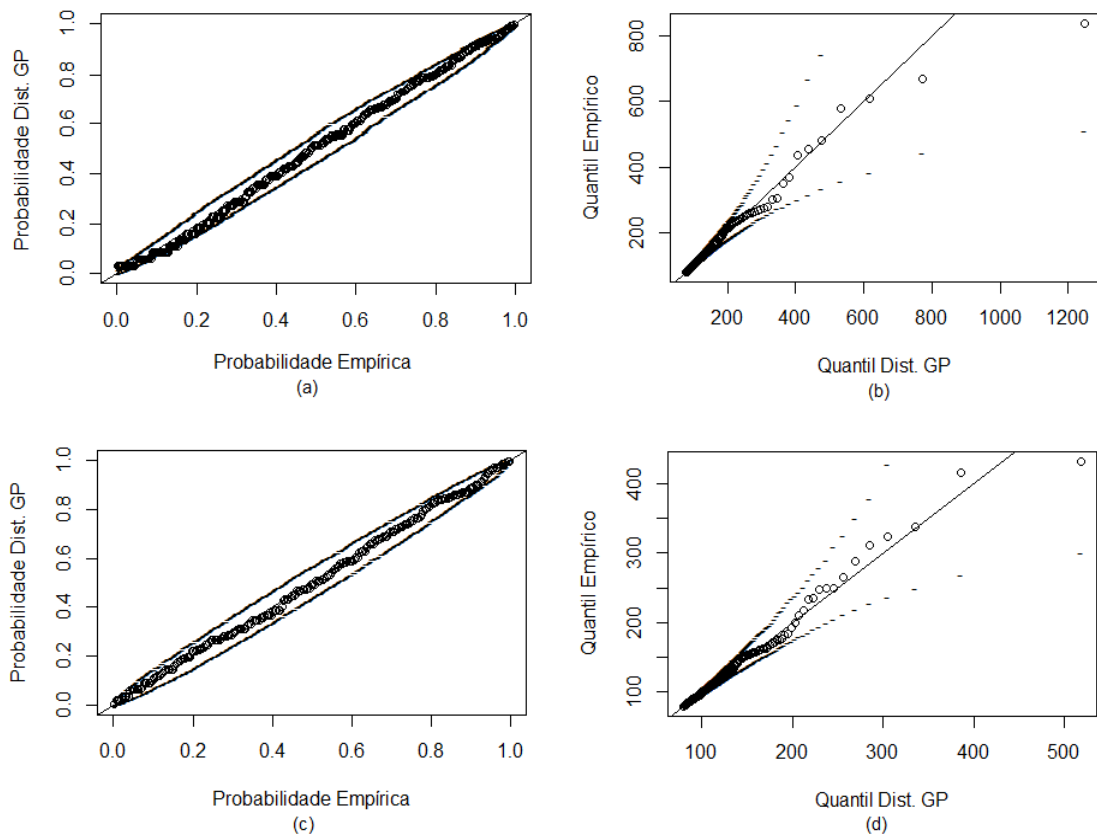 Probabilidade Dist. GP
0.0 0.2 0.4 0.6 0.8 1.0
0.0 0.2 0.4 0.6 0.8 1.0
Probabilidade Empírica
(a)
Quantil Empírico
200 400 600 800
200 400 600 800 1000 1200
Quantil Dist. GP
(b)
Probabilidade Dist. GP
0.0 0.2 0.4 0.6 0.8 1.0
0.0 0.2 0.4 0.6 0.8 1.0
Probabilidade Empírica
(c)
Quantil Empírico
100 200 300 400
100 200 300 400 500
Quantil Dist. GP
(d)